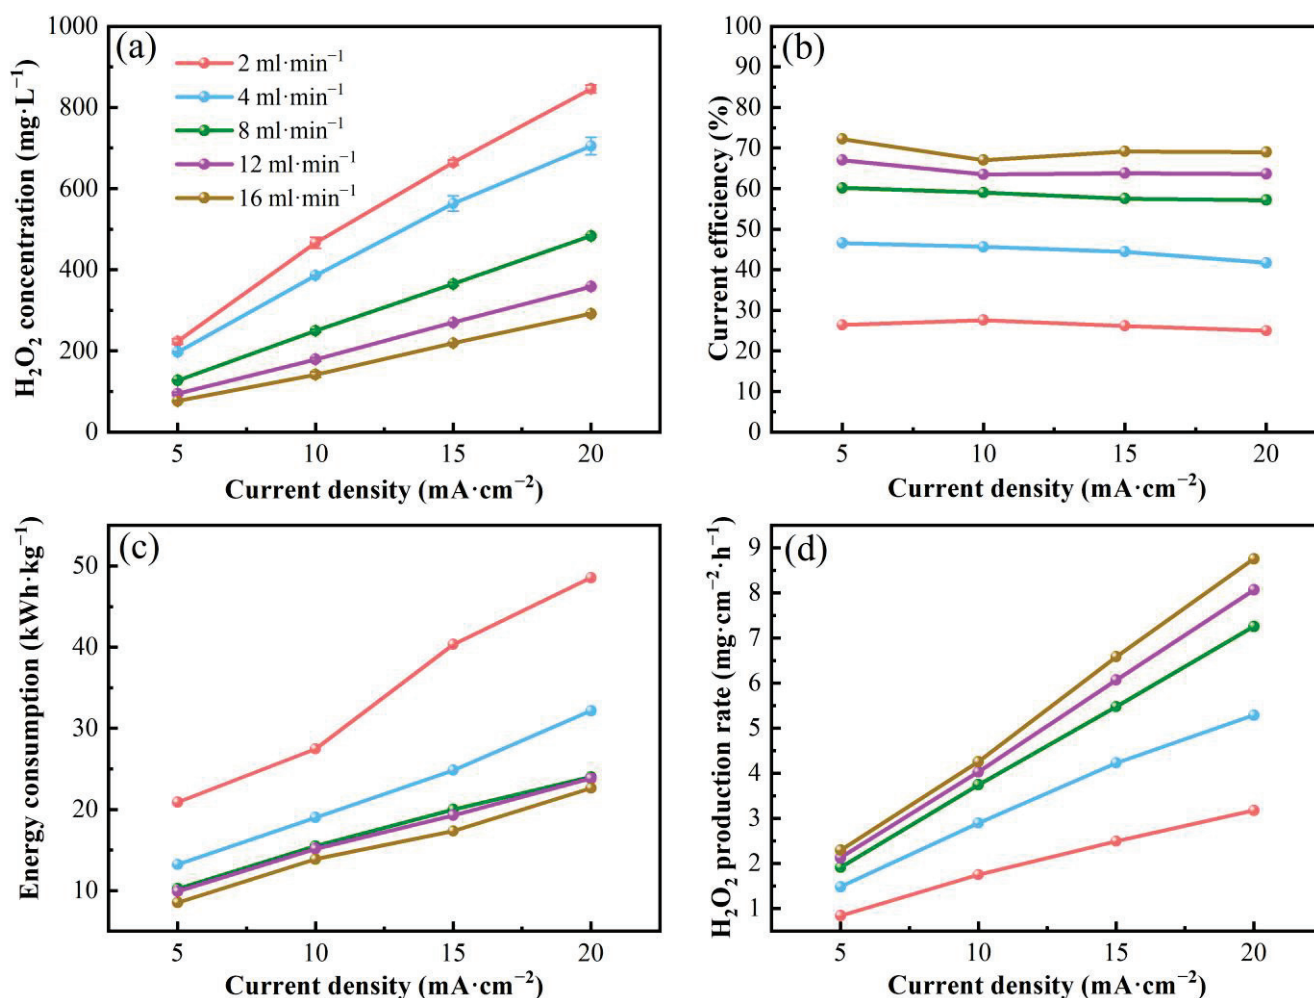 (a)
H₂O₂ concentration (mg·L⁻¹)
1000
800
600
400
200
0
2 ml·min⁻¹
4 ml·min⁻¹
8 ml·min⁻¹
12 ml·min⁻¹
16 ml·min⁻¹
5 10 15 20
Current density (mA·cm⁻²)
(b)
Current efficiency (%)
100
90
80
70
60
50
40
30
20
10
0
5 10 15 20
Current density (mA·cm⁻²)
(c)
Energy consumption (kWh·kg⁻¹)
50
40
30
20
10
5 10 15 20
Current density (mA·cm⁻²)
(d)
H₂O₂ production rate (mg·cm⁻²·h⁻¹)
9
8
7
6
5
4
3
2
1
5 10 15 20
Current density (mA·cm⁻²)